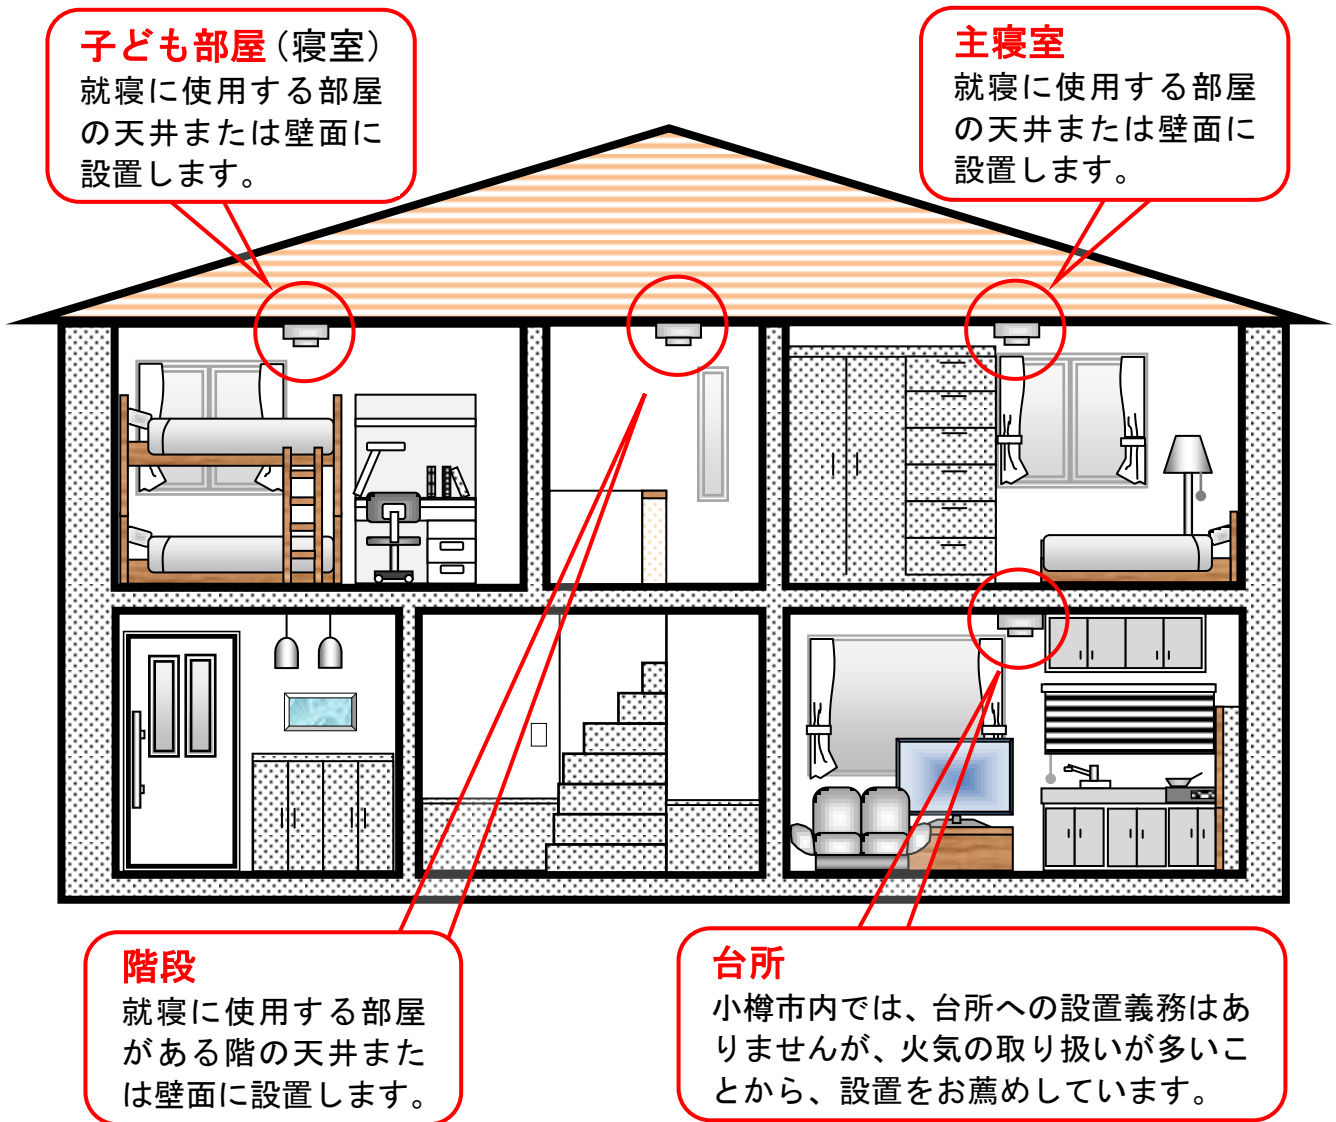 子ども部屋（寝室）
就寝に使用する部屋
の天井または壁面に
設置します。
主寝室
就寝に使用する部屋
の天井または壁面に
設置します。
階段
就寝に使用する部屋
がある階の天井また
は壁面に設置します。
台所
小樽市内では、台所への設置義務はあ
りませんが、火気の取り扱いが多いこ
とから、設置をお薦めしています。